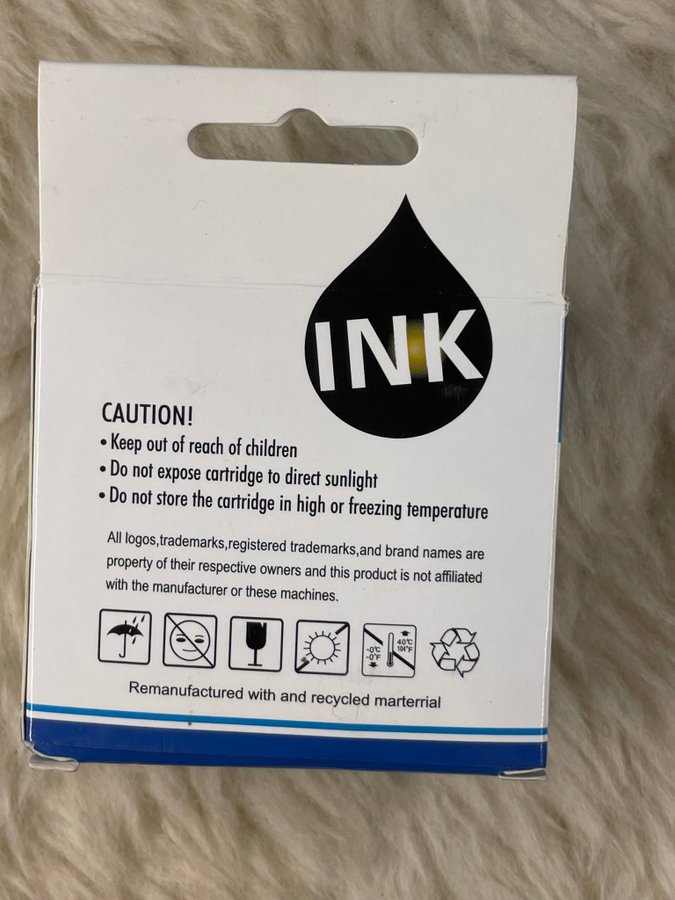 INK
CAUTION!
• Keep out of reach of children
• Do not expose cartridge to direct sunlight
• Do not store the cartridge in high or freezing temperature
All logos,trademarks,registered trademarks,and brand names are
property of their respective owners and this product is not affiliated
with the manufacturer or these machines.
40°C
104°F
-0°C
-0°F
Remanufactured with and recycled marterrial